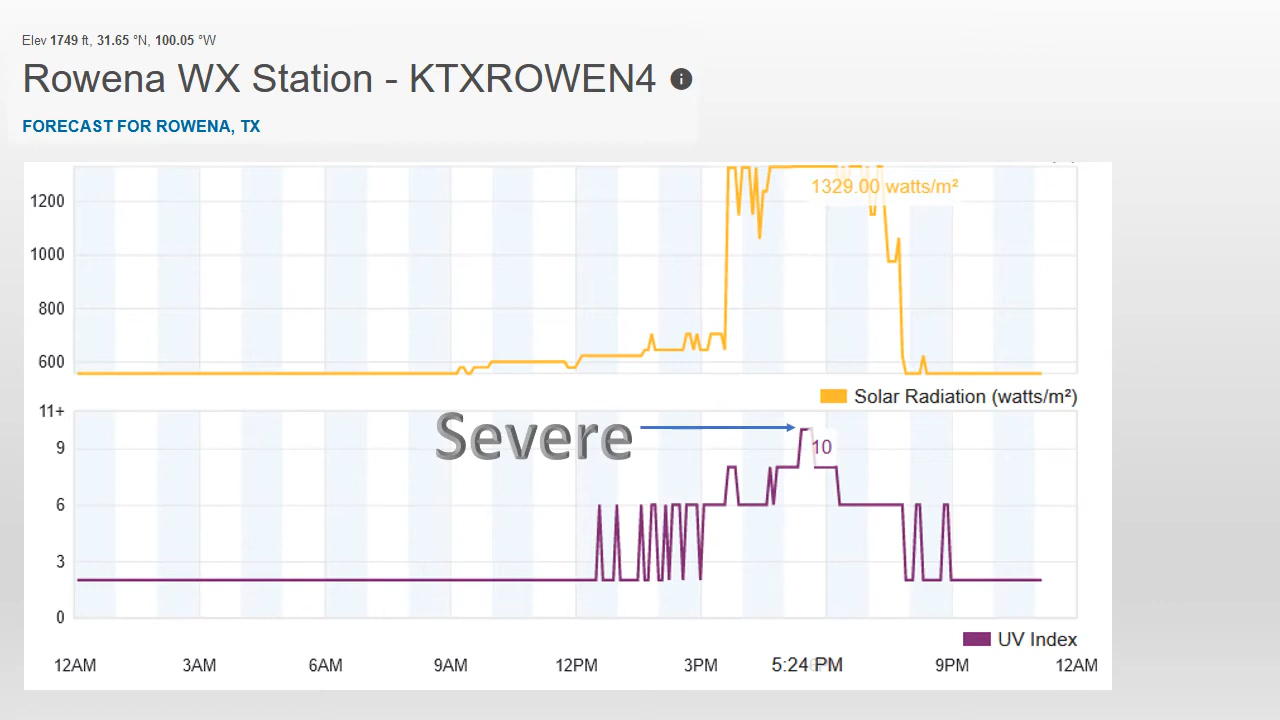 Elev 1749 ft, 31.65 °N, 100.05 °W
Rowena WX Station - KTXROWEN4
FORECAST FOR ROWENA, TX
1329.00 watts/m²
1200
1000
800
600
Solar Radiation (watts/m²)
11+
Severe
10
9
6
3
0
UV Index
12AM 3AM 6AM 9AM 12PM 3PM 5:24 PM 9PM 12AM